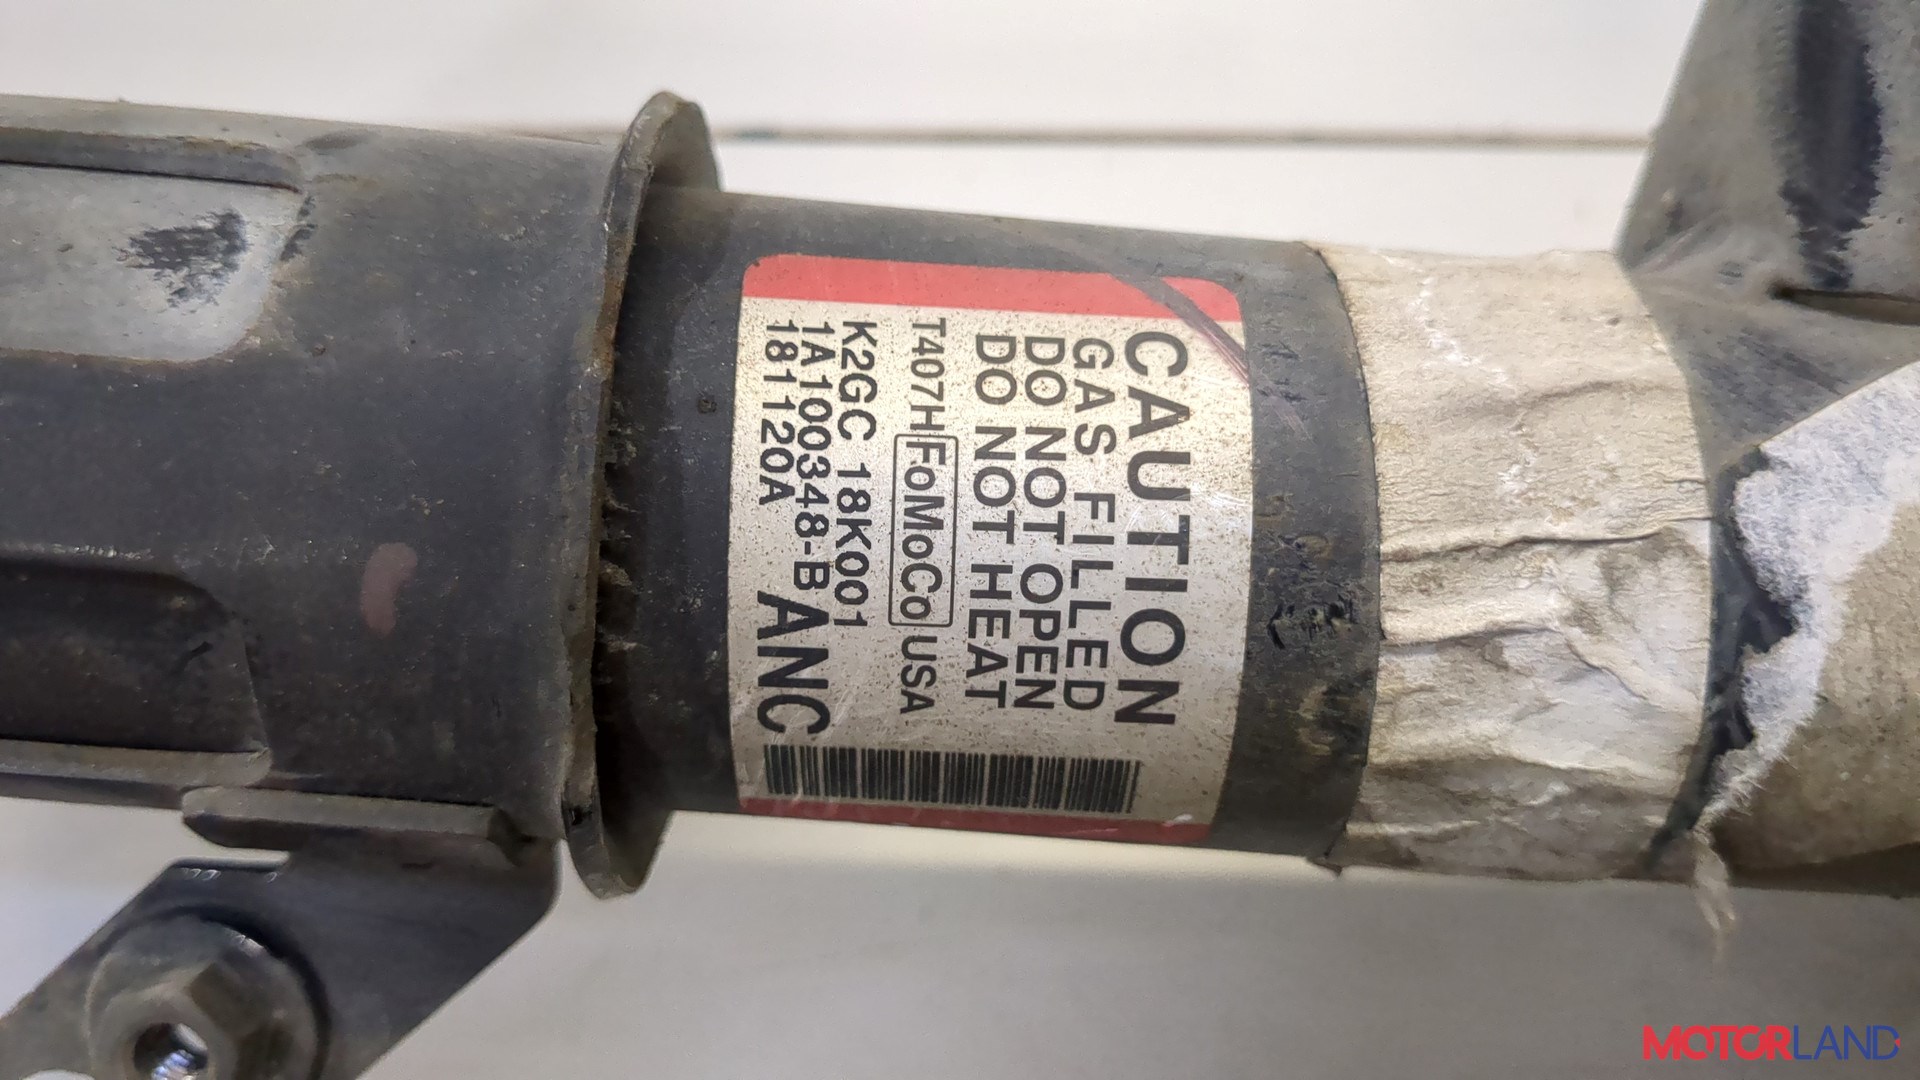 CAUTION
GAS FILLED
DO NOT OPEN
DO NOT HEAT
T407H FoMoCo USA
K2GC 18K001
1A100348-B
181120A ANC
MOTORLAND